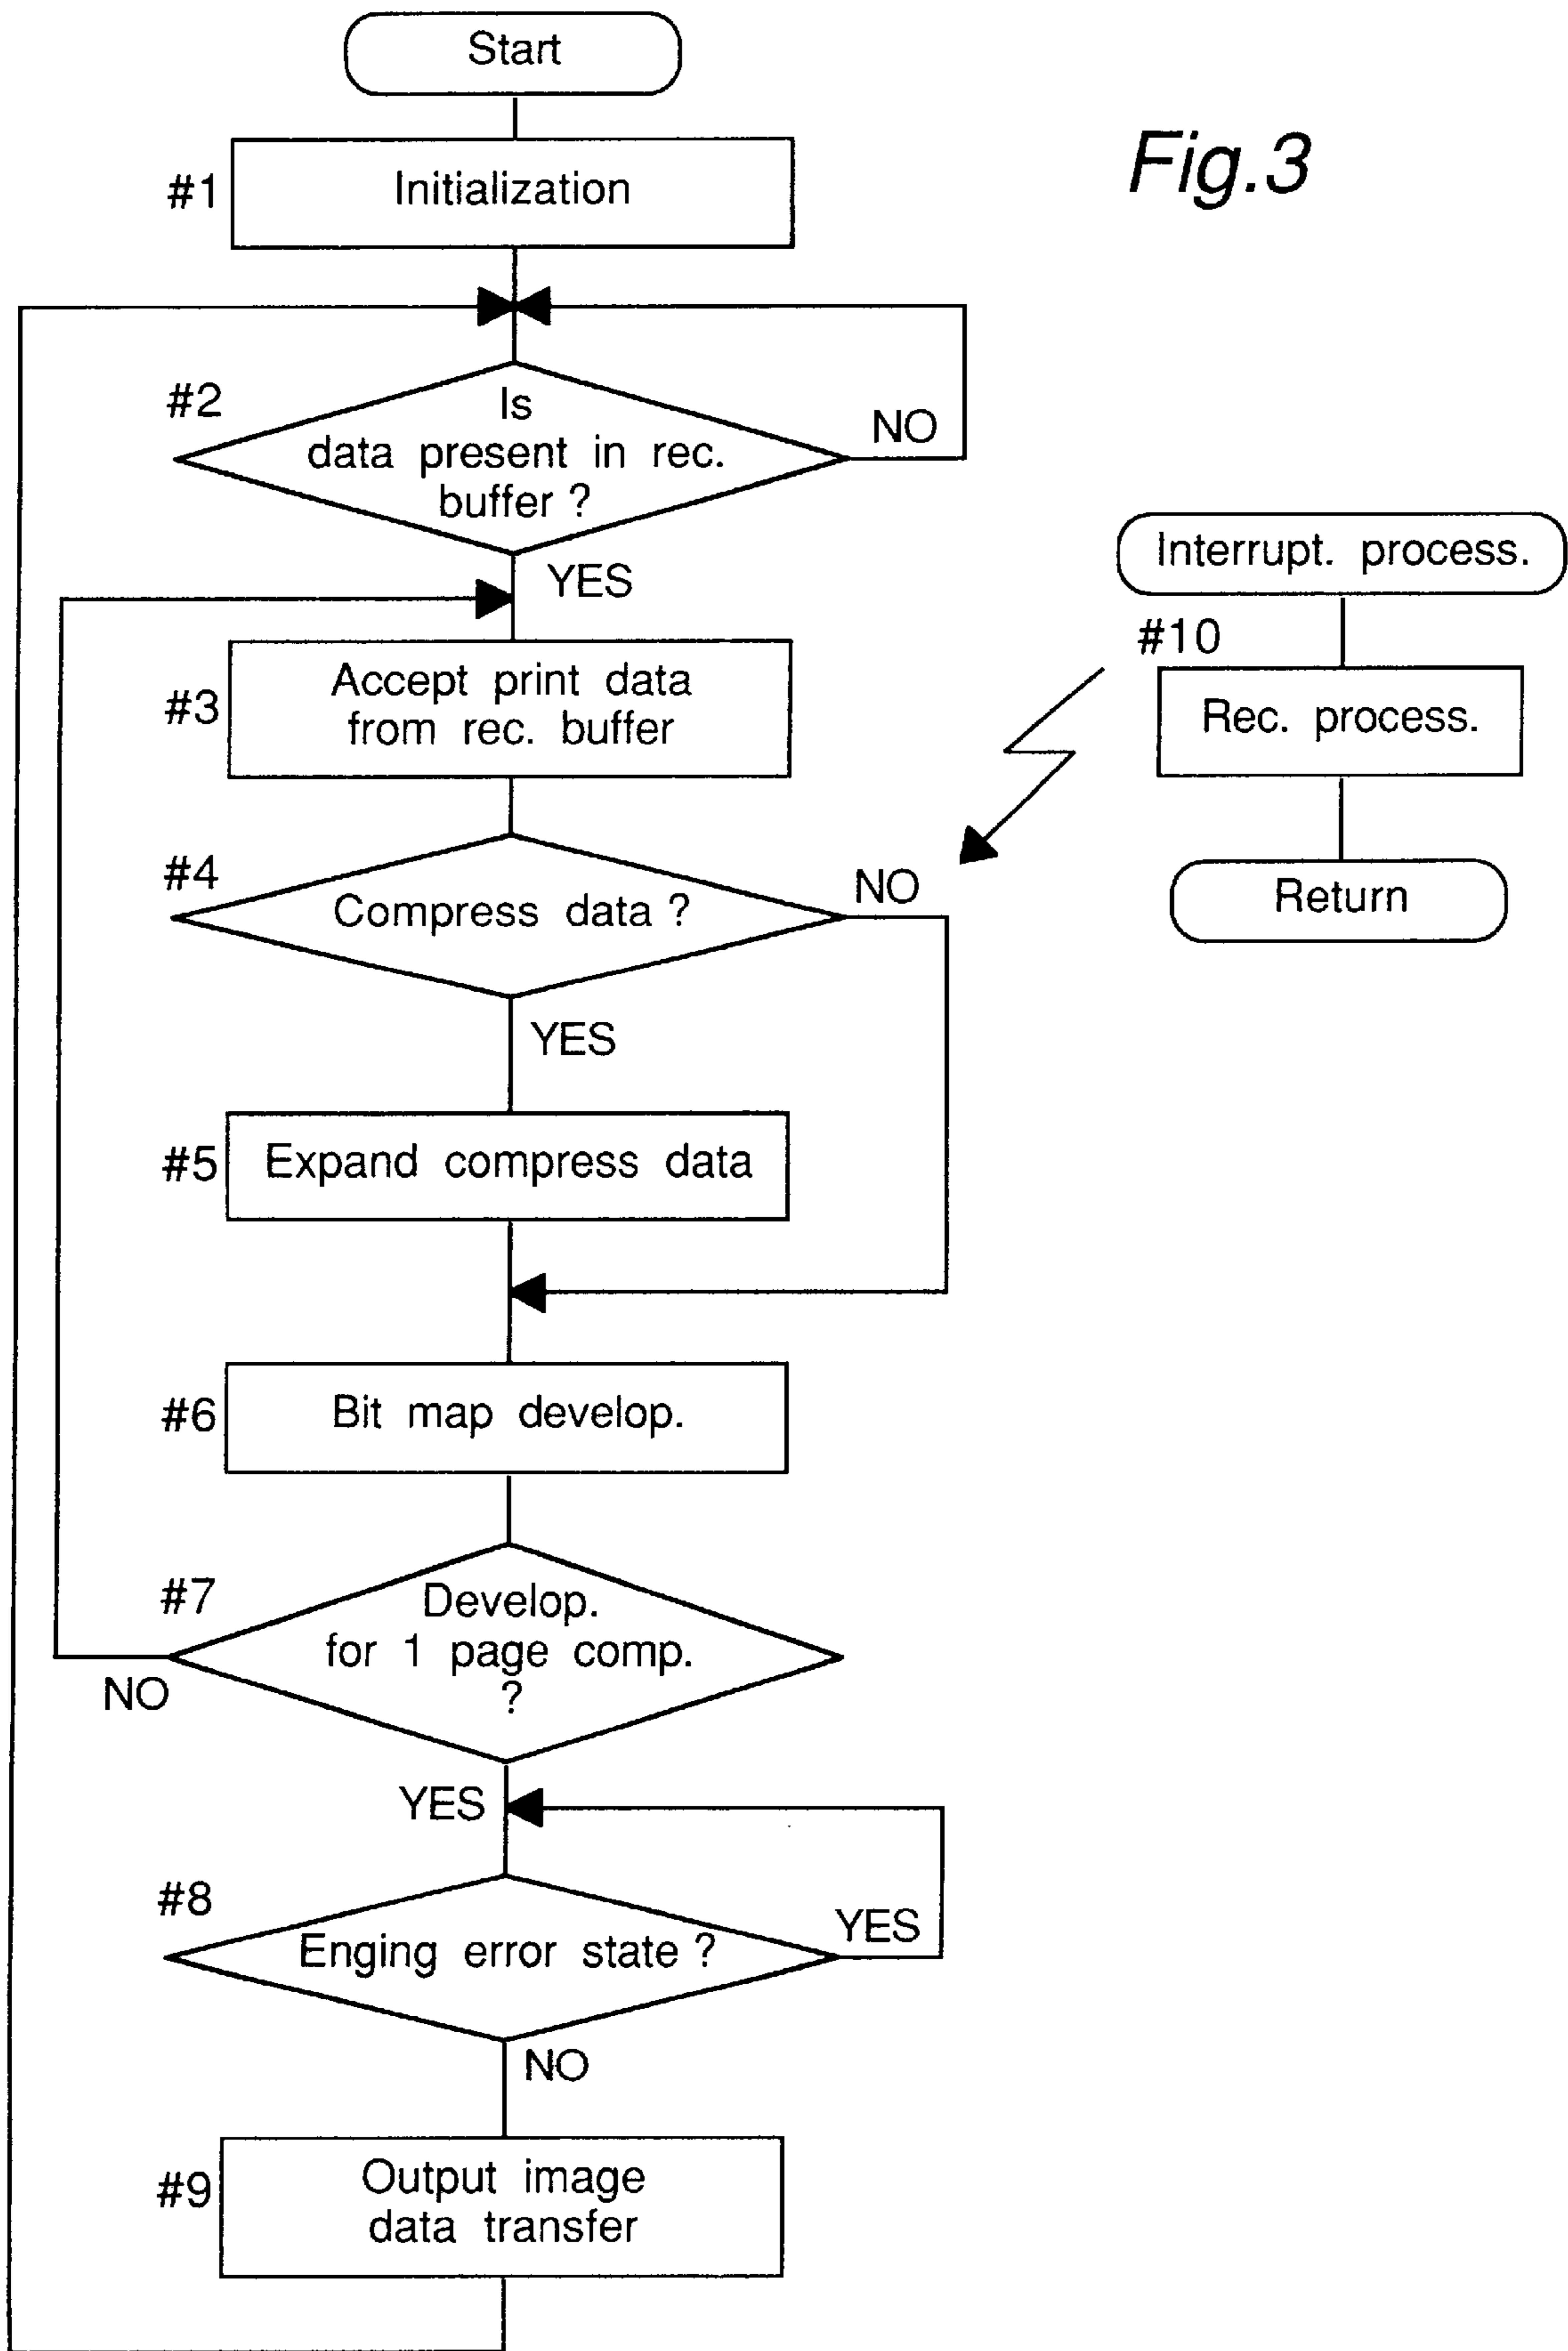 Start
Fig.3
#1
Initialization
#2
Is
data present in rec.
buffer ?
NO
YES
Interrupt. process.
#10
Rec. process.
Return
#3
Accept print data
from rec. buffer
#4
Compress data ?
NO
YES
#5
Expand compress data
#6
Bit map develop.
#7
Develop.
for 1 page comp.
?
NO
YES
#8
Enging error state ?
YES
NO
#9
Output image
data transfer